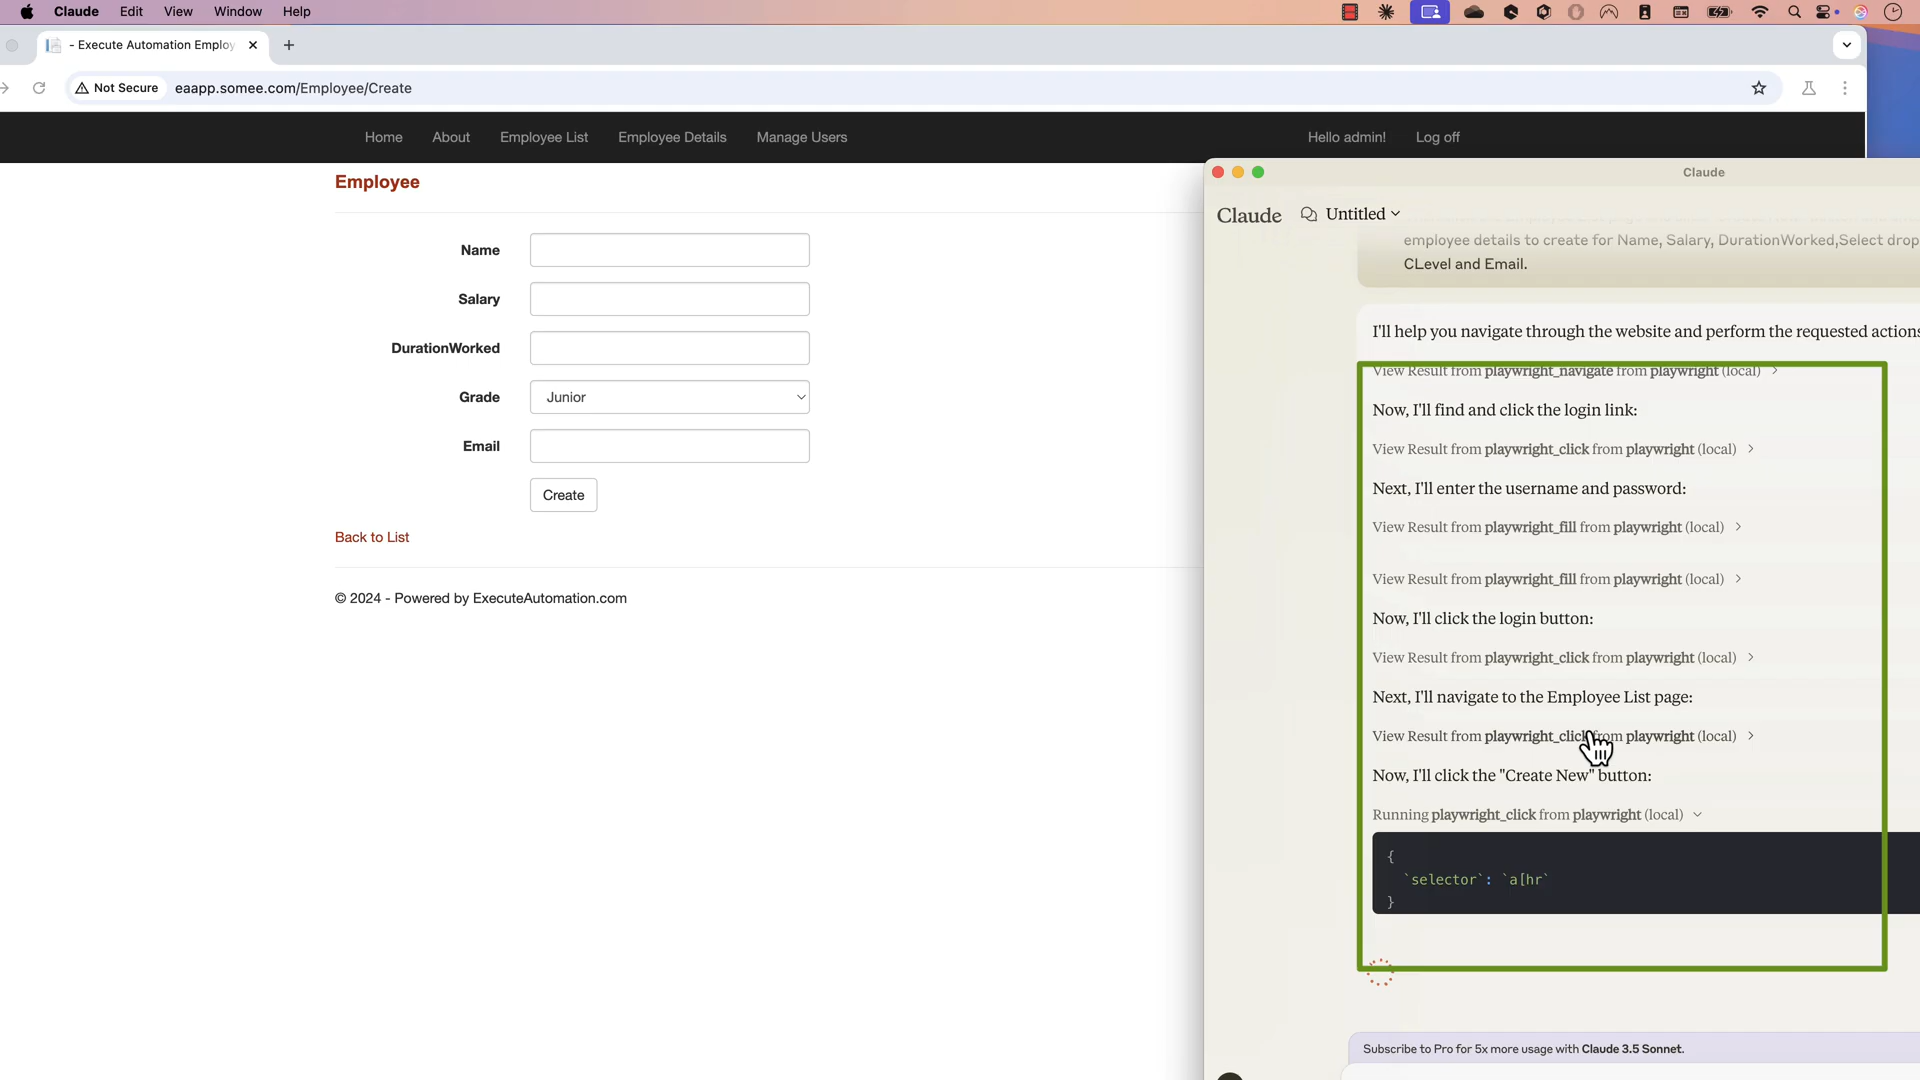 Claude Edit View Window Help
- Execute Automation Employ
Not Secure eaapp.somee.com/Employee/Create
Home About Employee List Employee Details Manage Users Hello admin! Log off
Employee
Name
Salary
DurationWorked
Grade Junior
Email
Create
Back to List
© 2024 - Powered by ExecuteAutomation.com
Claude
Claude Untitled
employee details to create for Name, Salary, DurationWorked,Select drop
CLevel and Email.
I'll help you navigate through the website and perform the requested actions
View Result from playwright_navigate from playwright (local)
Now, I'll find and click the login link:
View Result from playwright_click from playwright (local)
Next, I'll enter the username and password:
View Result from playwright_fill from playwright (local)
View Result from playwright_fill from playwright (local)
Now, I'll click the login button:
View Result from playwright_click from playwright (local)
Next, I'll navigate to the Employee List page:
View Result from playwright_click from playwright (local)
Now, I'll click the "Create New" button:
Running playwright_click from playwright (local)
{
`selector`: `a[hr`
}
Subscribe to Pro for 5x more usage with Claude 3.5 Sonnet.